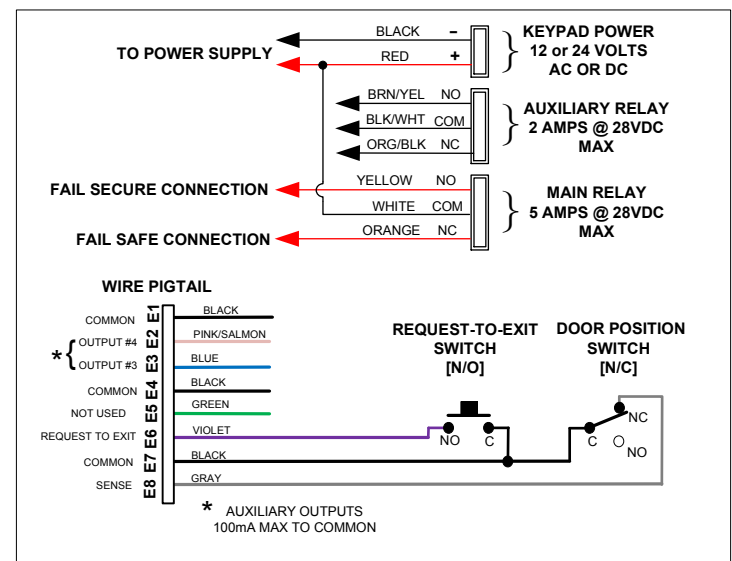 TO POWER SUPPLY
BLACK -
RED +
KEYPAD POWER
12 or 24 VOLTS
AC OR DC
BRN/YEL NO
BLK/WHT COM
ORG/BLK NC
AUXILIARY RELAY
2 AMPS @ 28VDC
MAX
FAIL SECURE CONNECTION
YELLOW NO
WHITE COM
FAIL SAFE CONNECTION
ORANGE NC
MAIN RELAY
5 AMPS @ 28VDC
MAX
WIRE PIGTAIL
COMMON E1 BLACK
* { OUTPUT #4 E2 PINK/SALMON
OUTPUT #3 E3 BLUE
COMMON E4 BLACK
NOT USED E5 GREEN
REQUEST TO EXIT E6 VIOLET
COMMON E7 BLACK
SENSE E8 GRAY
REQUEST-TO-EXIT
SWITCH
[N/O]
NO C
DOOR POSITION
SWITCH
[N/C]
NC
C NO
* AUXILIARY OUTPUTS
100mA MAX TO COMMON